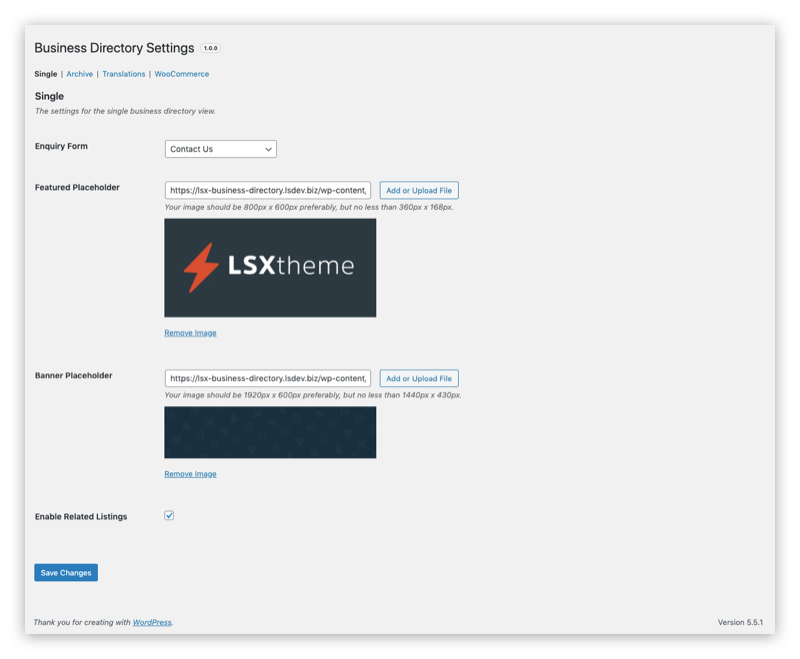 Business Directory Settings 1.0.0
Single | Archive | Translations | WooCommerce
Single
The settings for the single business directory view.
Enquiry Form
Contact Us
Featured Placeholder
https://lsx-business-directory.lsdev.biz/wp-content,
Add or Upload File
Your image should be 800px x 600px preferably, but no less than 360px x 168px.
LSXtheme
Remove Image
Banner Placeholder
https://lsx-business-directory.lsdev.biz/wp-content,
Add or Upload File
Your image should be 1920px x 600px preferably, but no less than 1440px x 430px.
Remove Image
Enable Related Listings
Save Changes
Thank you for creating with WordPress.
Version 5.5.1